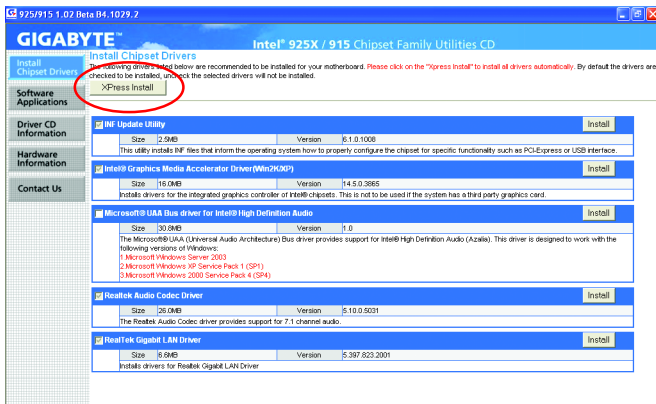 925/915 1.02 Beta B4.1029.2
GIGABYTE™
Intel® 925X / 915 Chipset Family Utilities CD
Install
Chipset Drivers
Software
Applications
Driver CD
Information
Hardware
Information
Contact Us
Install Chipset Drivers
The following drivers listed below are recommended to be installed for your motherboard. Please click on the "Xpress Install" to install all drivers automatically. By default the drivers are
checked to be installed, uncheck the selected drivers will not be installed.
XPress Install
INF Update Utility Install
Size 2.5MB Version 6.1.0.1008
This utility installs INF files that inform the operating system how to properly configure the chipset for specific functionality such as PCI-Express or USB interface.
Intel® Graphics Media Accelerator Driver(Win2K/XP) Install
Size 16.0MB Version 14.5.0.3865
Installs drivers for the integrated graphics controller of Intel® chipsets. This is not to be used if the system has a third party graphics card.
Microsoft® UAA Bus driver for Intel® High Definition Audio Install
Size 30.8MB Version 1.0
The Microsoft® UAA (Universal Audio Architecture) Bus driver provides support for Intel® High Definition Audio (Azalia). This driver is designed to work with the
following versions of Windows:
1.Microsoft Windows Server 2003
2.Microsoft Windows XP Service Pack 1 (SP1)
3.Microsoft Windows 2000 Service Pack 4 (SP4)
Realtek Audio Codec Driver Install
Size 26.0MB Version 5.10.0.5031
The Realtek Audio Codec driver provides support for 7.1 channel audio.
RealTek Gigabit LAN Driver Install
Size 6.6MB Version 5.397.823.2001
Installs drivers for Realtek Gigabit LAN Driver